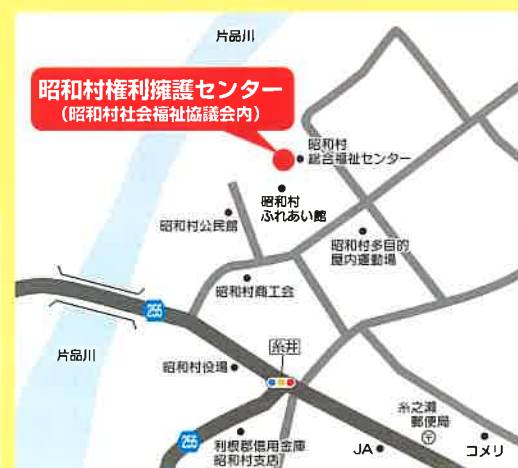 片品川
昭和村権利擁護センター
（昭和村社会福祉協議会内）
昭和村
総合福祉センター
昭和村
ふれあい館
昭和村公民館
昭和村多目的
屋内運動場
昭和村商工会
255
糸井
片品川
昭和村役場
糸之瀬
郵便局
255
利根郡信用金庫
昭和村支店
JA
コメリ